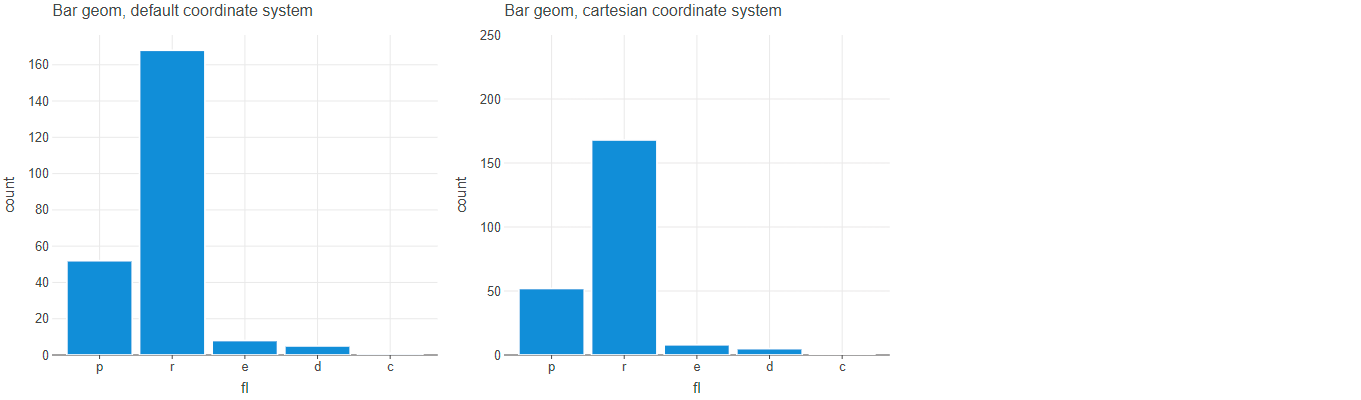 Bar geom, default coordinate system
160
140
120
100
80
60
40
20
0
count
p r e d c
fl
Bar geom, cartesian coordinate system
250
200
150
100
50
0
count
p r e d c
fl